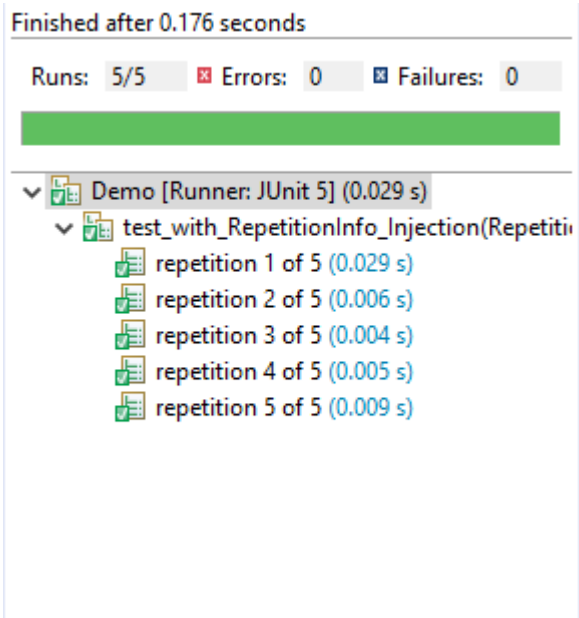 Finished after 0.176 seconds
Runs: 5/5 Errors: 0 Failures: 0
Demo [Runner: JUnit 5] (0.029 s)
test_with_RepetitionInfo_Injection(Repetiti
repetition 1 of 5 (0.029 s)
repetition 2 of 5 (0.006 s)
repetition 3 of 5 (0.004 s)
repetition 4 of 5 (0.005 s)
repetition 5 of 5 (0.009 s)